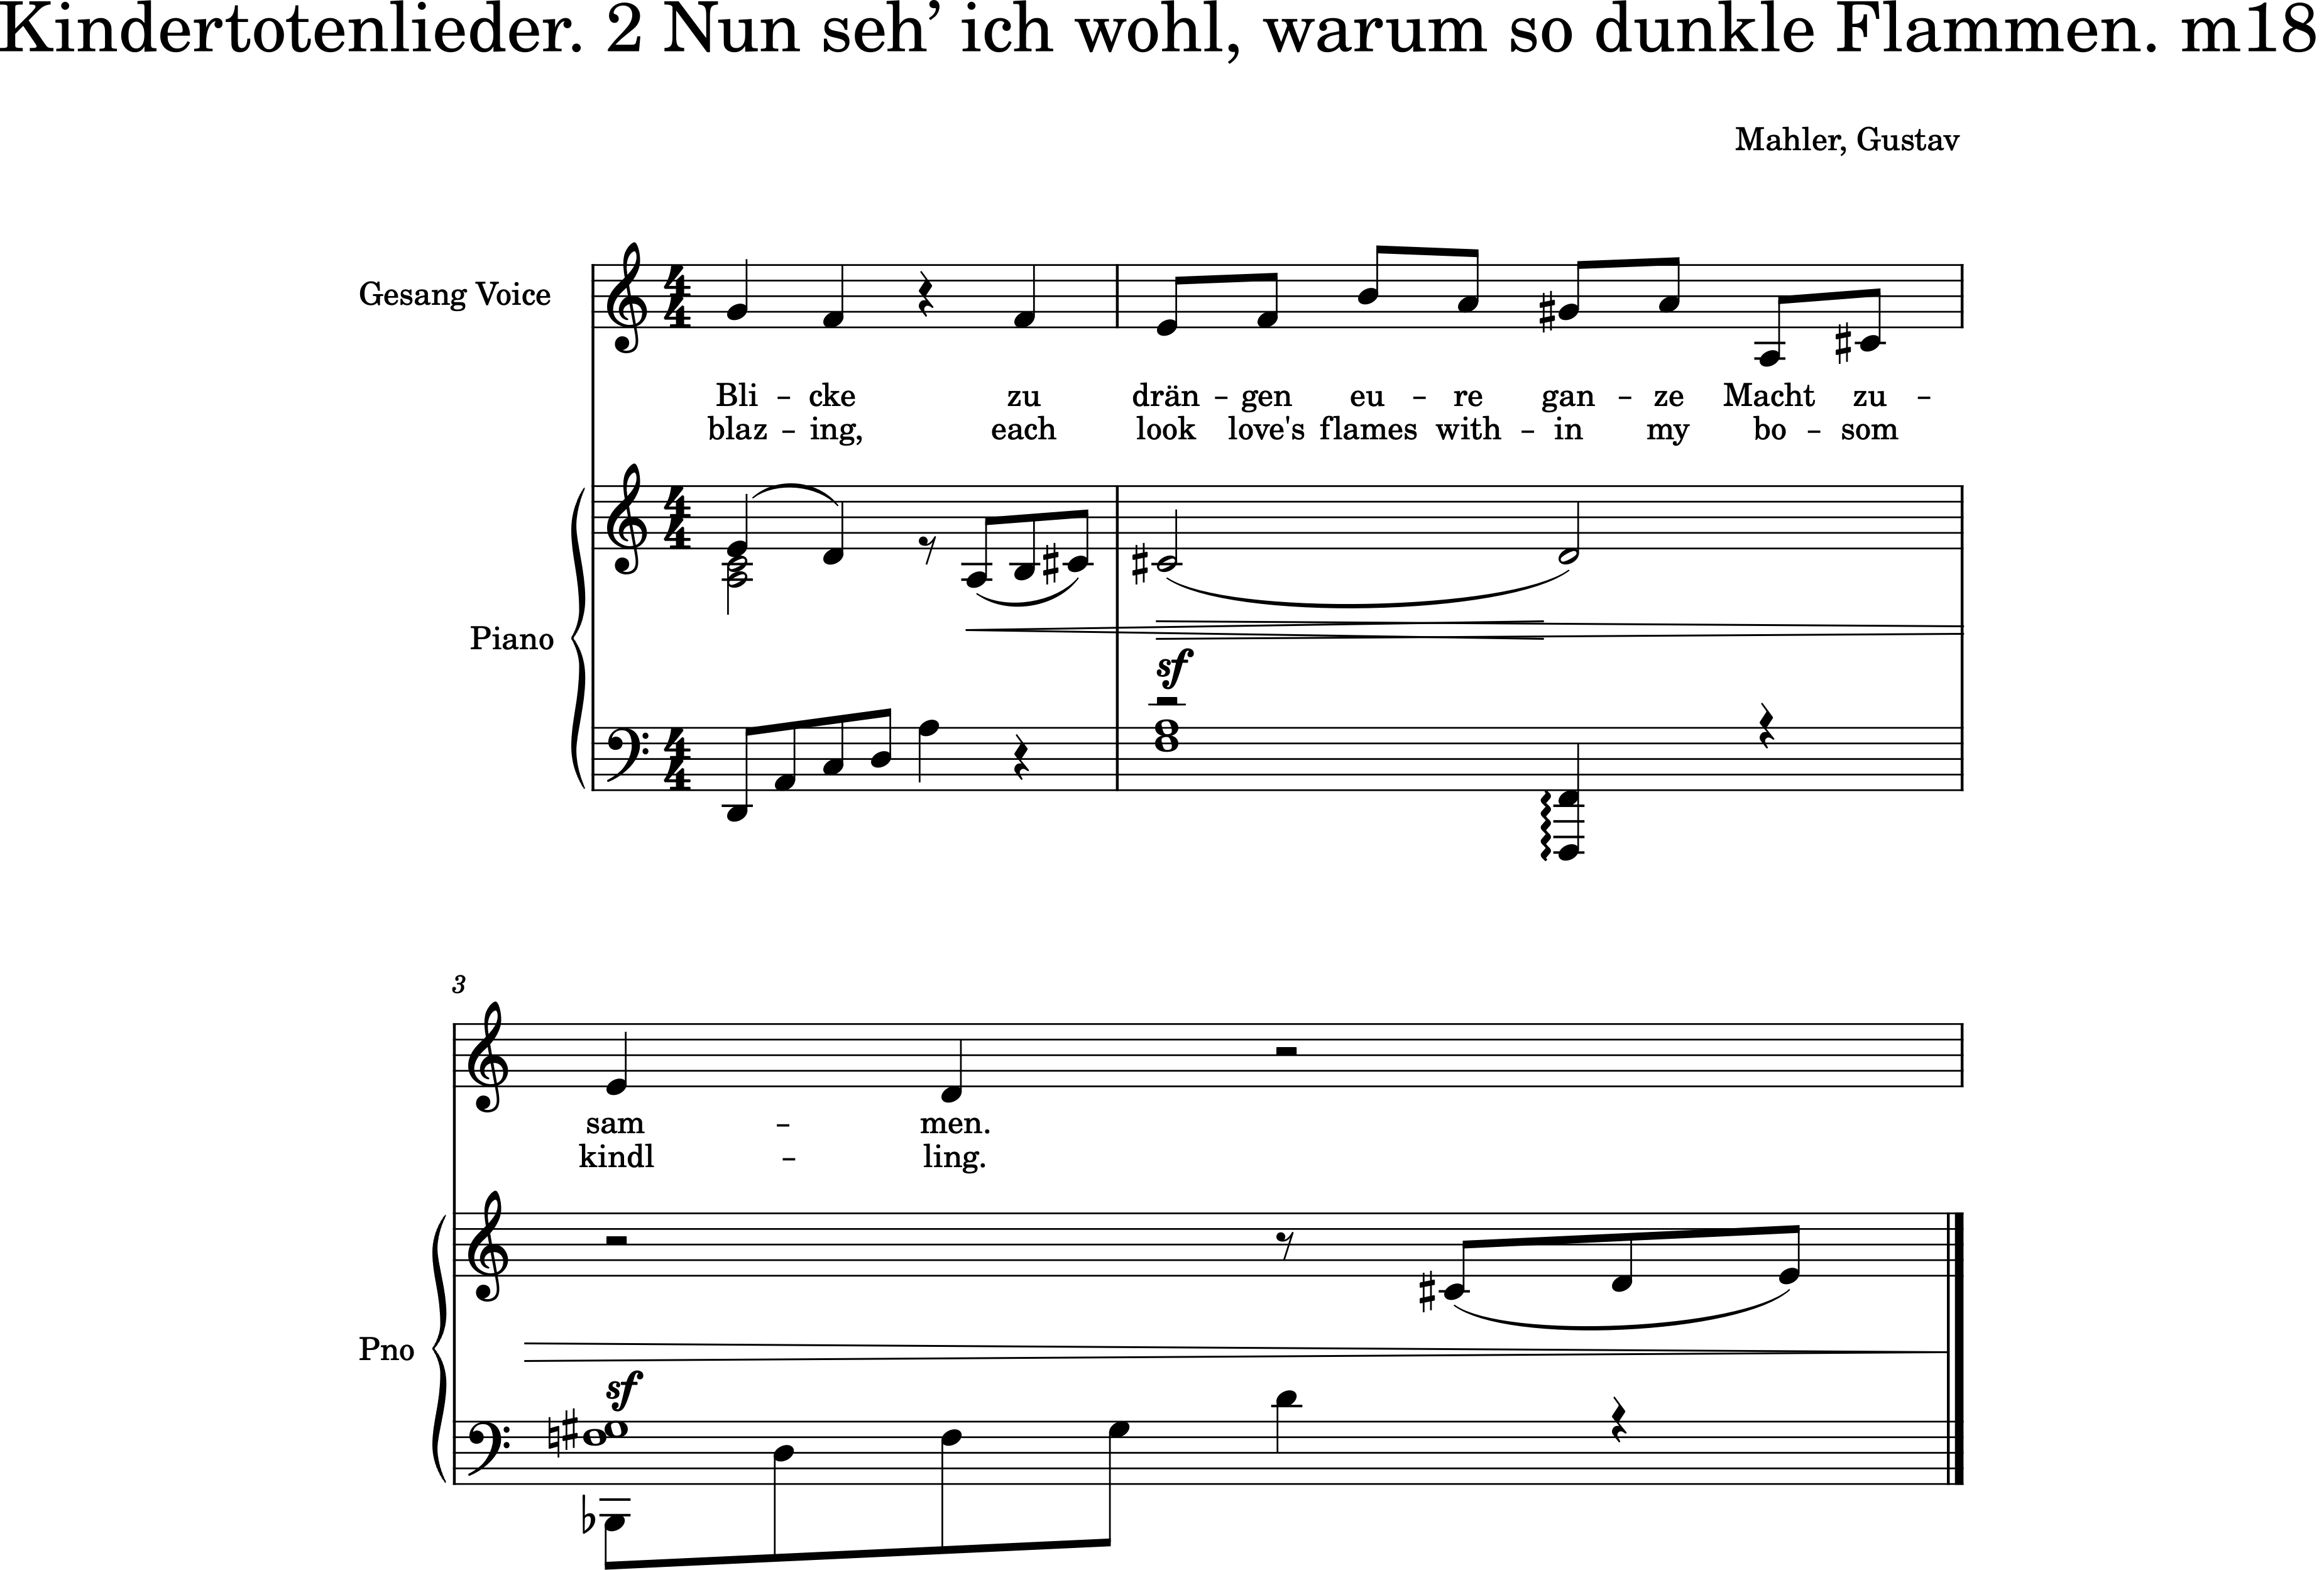 Kindertotenlieder. 2 Nun seh’ ich wohl, warum so dunkle Flammen. m18
Mahler, Gustav
Gesang Voice
Bli – cke zu drän – gen eu – re gan – ze Macht zu –
blaz – ing, each look love's flames with – in my bo – som
Piano
sf
3
sam – men.
kindl – ling.
Pno
sf